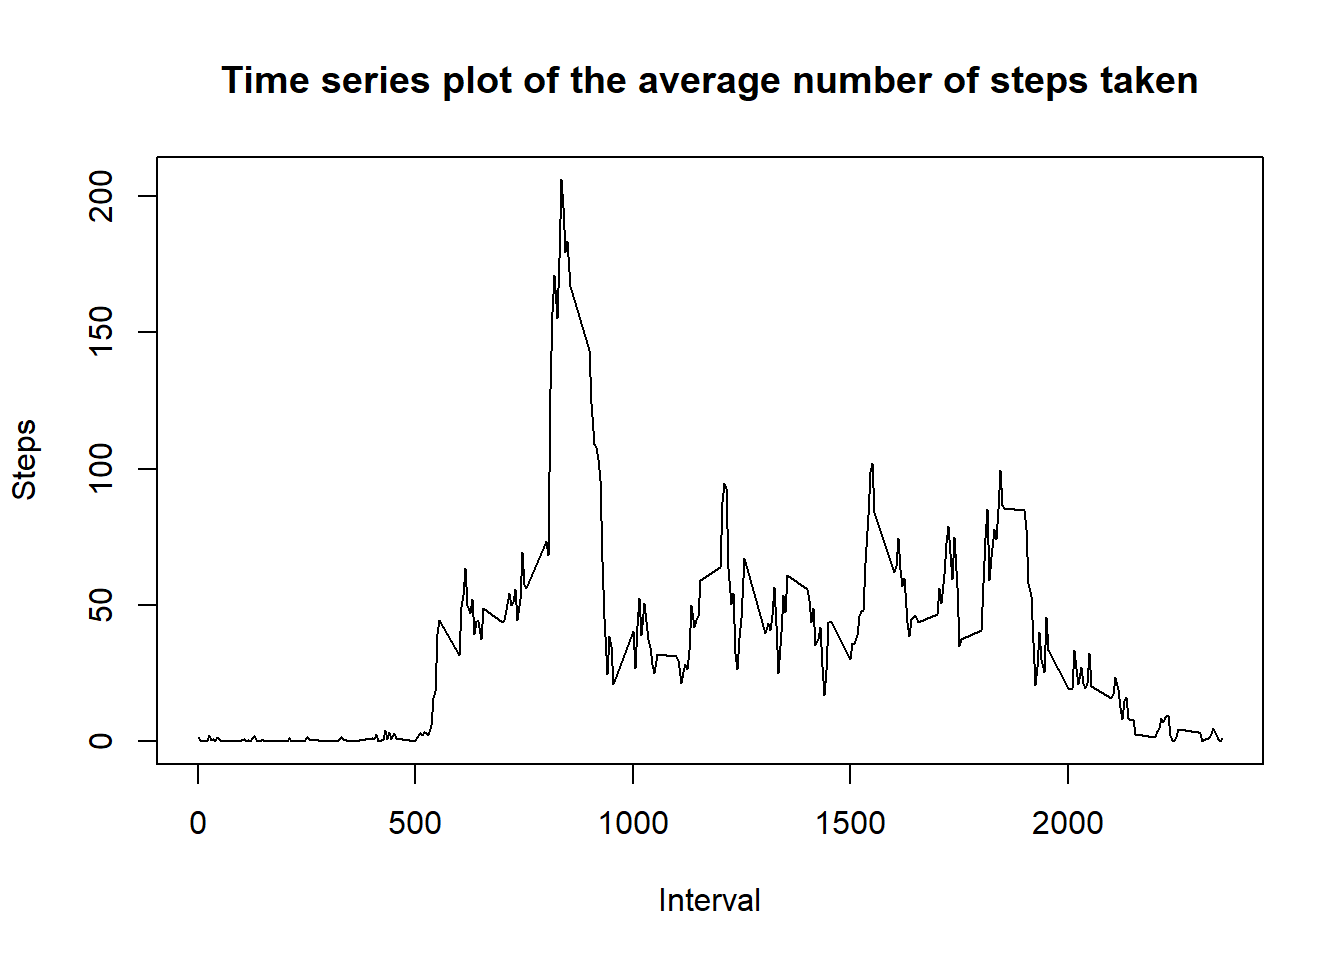 Time series plot of the average number of steps taken
Steps
200
150
100
50
0
0 500 1000 1500 2000
Interval